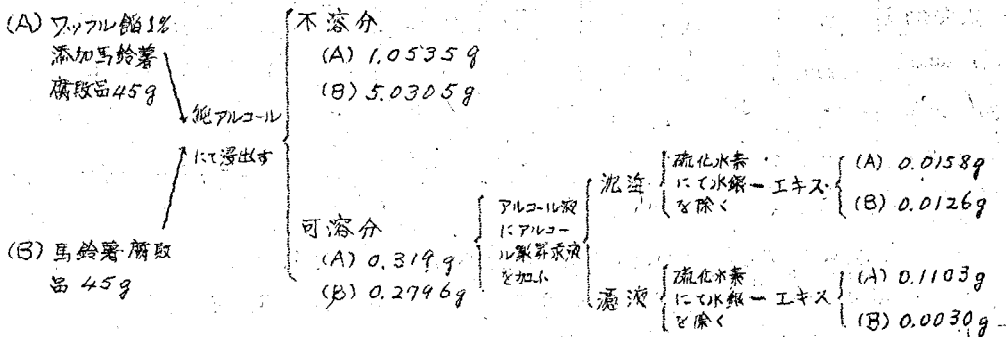 (A) ワッフル餡1%
添加馬鈴薯
腐敗品45g
(B) 馬鈴薯腐敗
品 45g
純アルコール
にて浸出す
不溶分
(A) 1.0535g
(B) 5.0305g
可溶分
(A) 0.319g
(B) 0.2796g
アルコール液
にアルコー
ル製昇汞液
を加ふ
沈澱
硫化水素
にて水銀
を除く
エキス
(A) 0.0158g
(B) 0.0126g
濾液
硫化水素
にて水銀
を除く
エキス
(A) 0.1103g
(B) 0.0030g